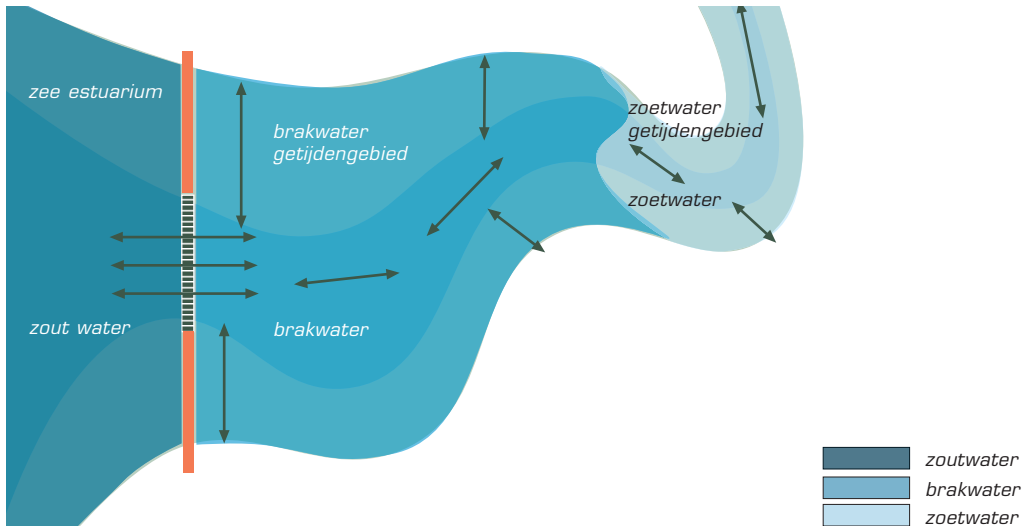 zee estuarium
brakwater
getijdengebied
zoetwater
getijdengebied
zoetwater
zout water
brakwater
zoutwater
brakwater
zoetwater